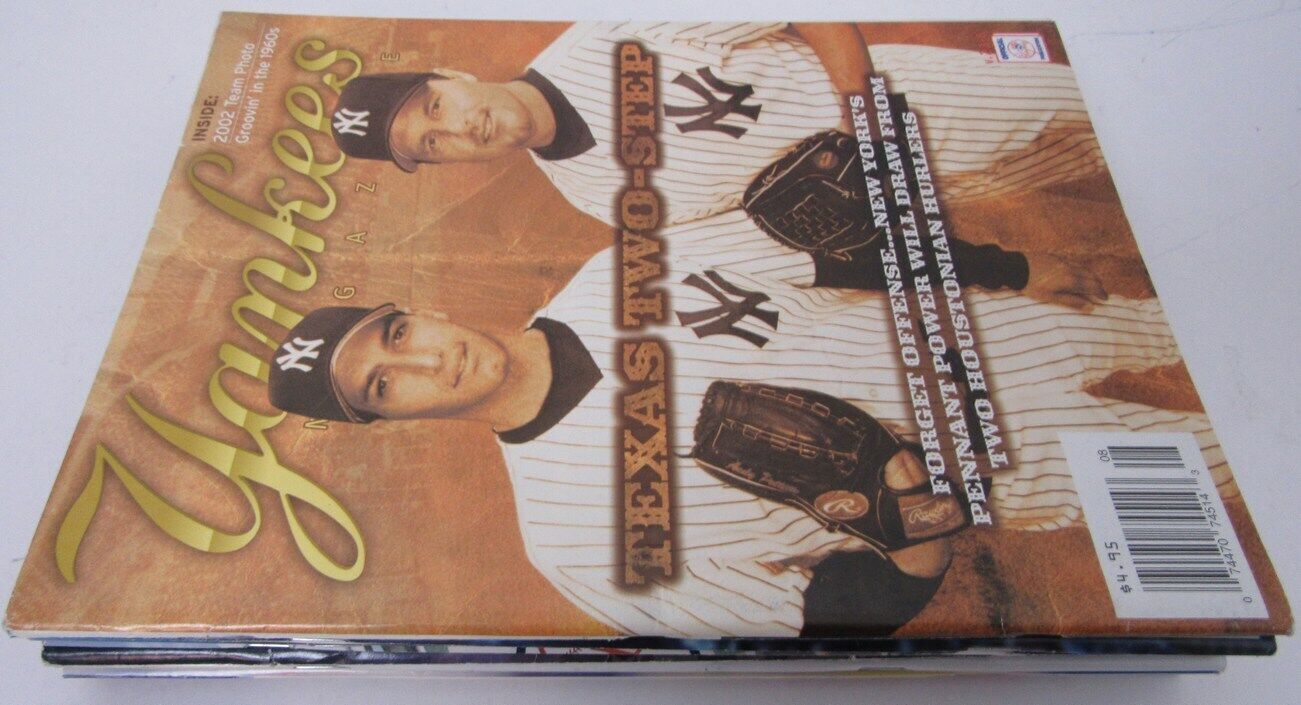 INSIDE:
2002 Team Photo
Groovin' in the 1960s
Yankees
MAGAZINE
NY
NY
NY
NY
TEXAS TWO-STEP
FORGET OFFENSE...NEW YORK'S
PENNANT POWER WILL DRAW FROM
TWO HOUSTONIAN HURLERS
Rawlings
$4.95
08
0 74470 74514 3